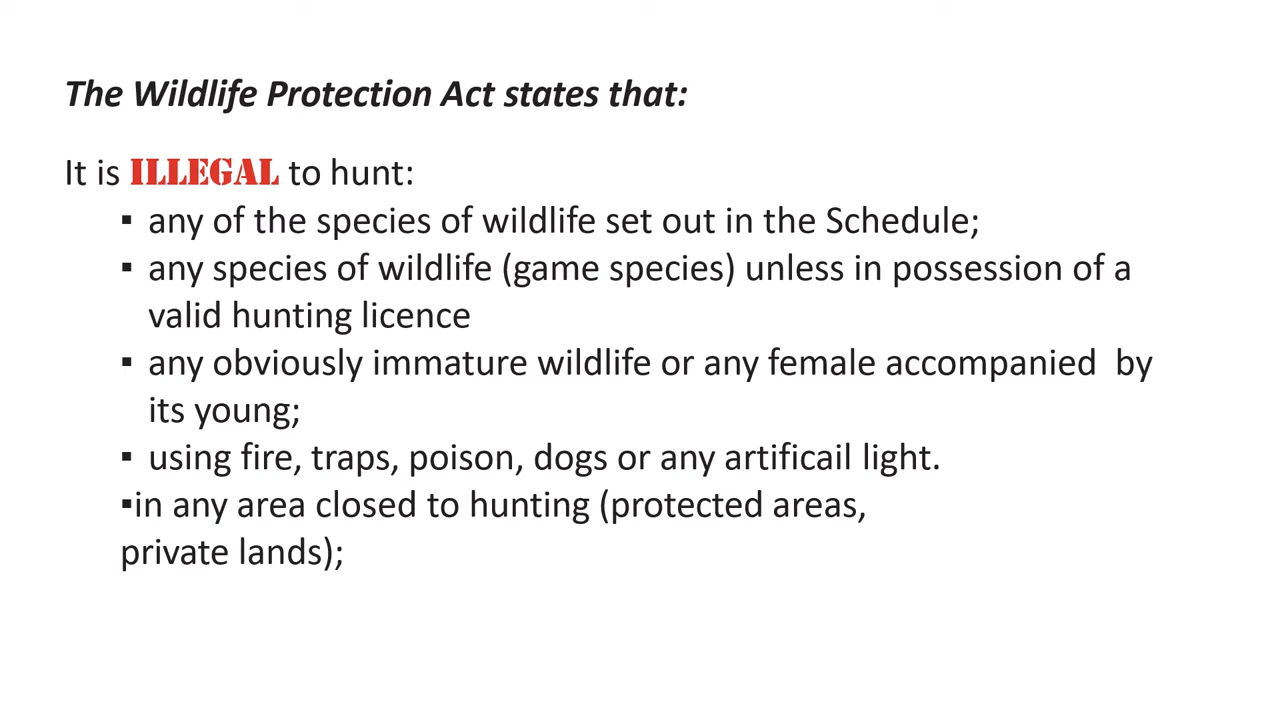 The Wildlife Protection Act states that:
It is ILLEGAL to hunt:
▪ any of the species of wildlife set out in the Schedule;
▪ any species of wildlife (game species) unless in possession of a
valid hunting licence
▪ any obviously immature wildlife or any female accompanied  by
its young;
▪ using fire, traps, poison, dogs or any artificail light.
▪in any area closed to hunting (protected areas,
private lands);